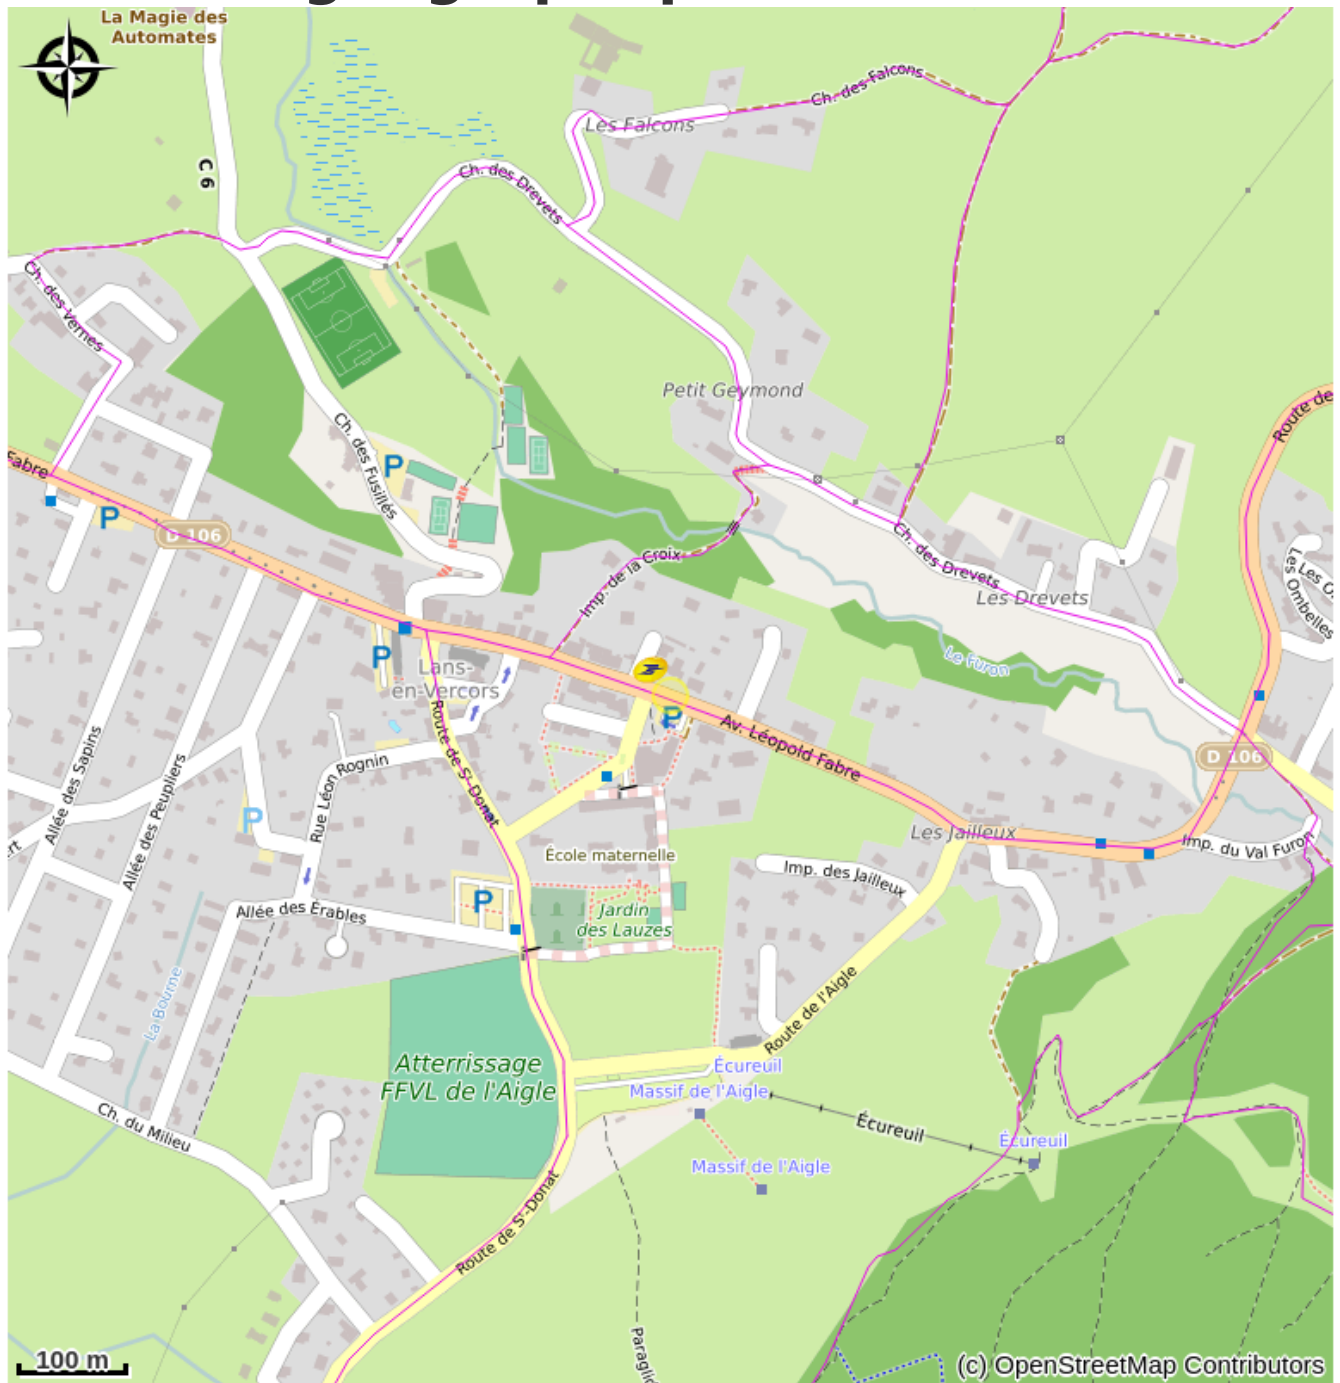 La Magie des
Automates
C 6
Ch. des Falcons
Les Falcons
Ch. des Drevets
Ch. des Vernes
Petit Geymond
Route de
Fabre
P
P
D 106
Ch. des Fusillés
Imp. de la Croix
Ch. des Drevets
Les Drevets
Les O
Les Ombelles
Le Furon
P
Lans-
en-Vercors
P
Av. Léopold Fabre
D 106
Route de St-Donat
Rue Léon Rognin
Allée des Sapins
Allée des Peupliers
P
Les Jailleux
Imp. du Val Furon
École maternelle
Imp. des Jailleux
P
Allée des Érables
Jardin
des Lauzes
La Bourne
Route de l'Aigle
Atterrissage
FFVL de l'Aigle
Écureuil
Massif de l'Aigle
Ch. du Milieu
Écureuil
Écureuil
Massif de l'Aigle
Route de St-Donat
100 m
(c) OpenStreetMap Contributors